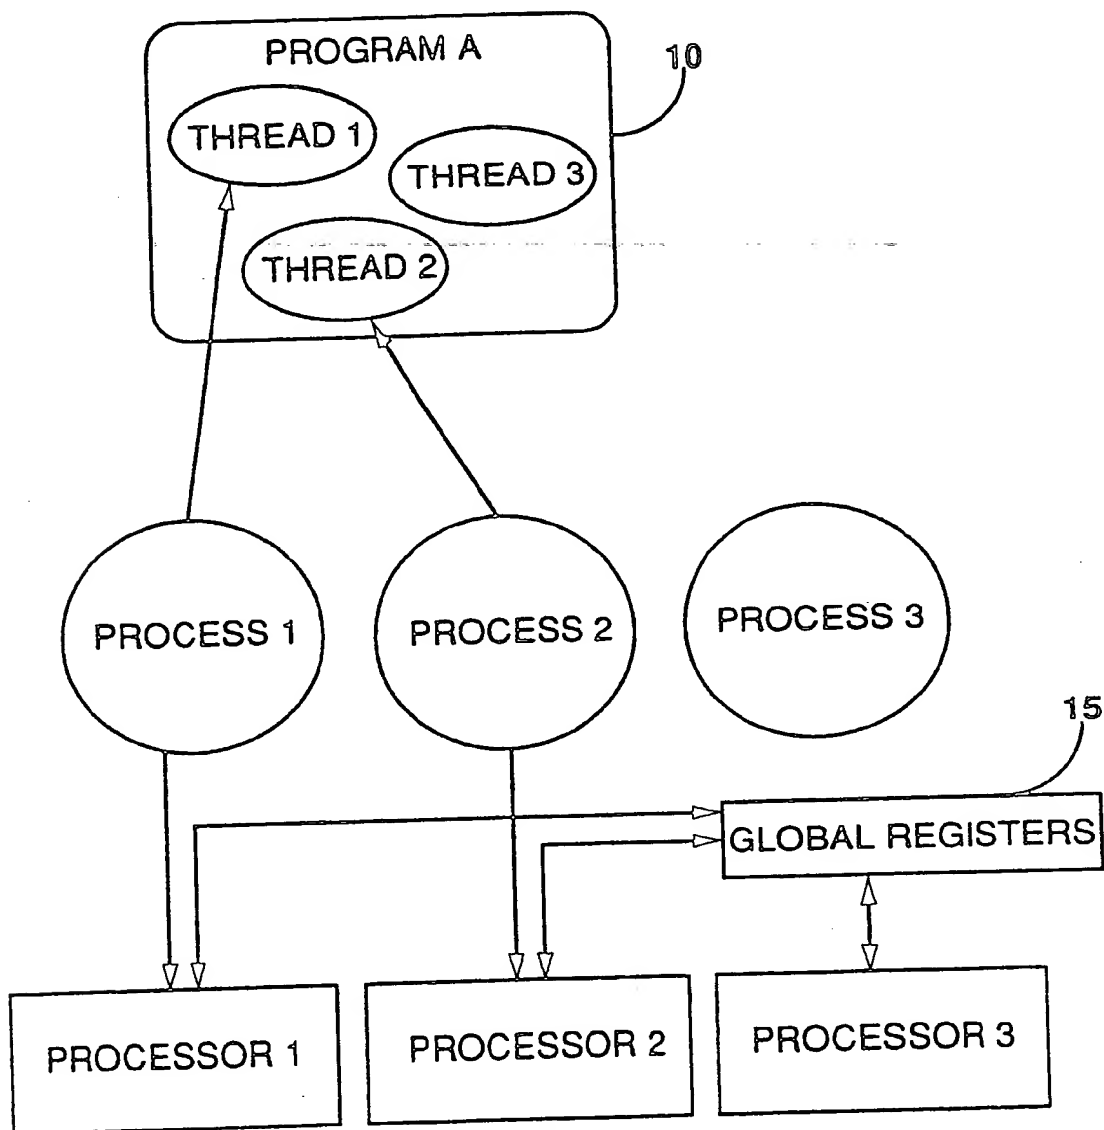 PROGRAM A
10
THREAD 1
THREAD 3
THREAD 2
PROCESS 1
PROCESS 2
PROCESS 3
15
GLOBAL REGISTERS
PROCESSOR 1
PROCESSOR 2
PROCESSOR 3